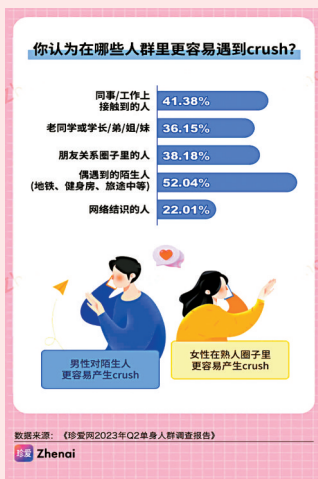 你认为在哪些人群里更容易遇到crush?
同事/工作上
接触到的人
41.38%
老同学或学长/弟/姐/妹
36.15%
朋友关系圈子里的人
38.18%
偶遇到的陌生人
(地铁、健身房、旅途中等)
52.04%
网络结识的人
22.01%
男性对陌生人
更容易产生crush
女性在熟人圈子里
更容易产生crush
数据来源：《珍爱网2023年Q2单身人群调查报告》
珍爱 Zhenai